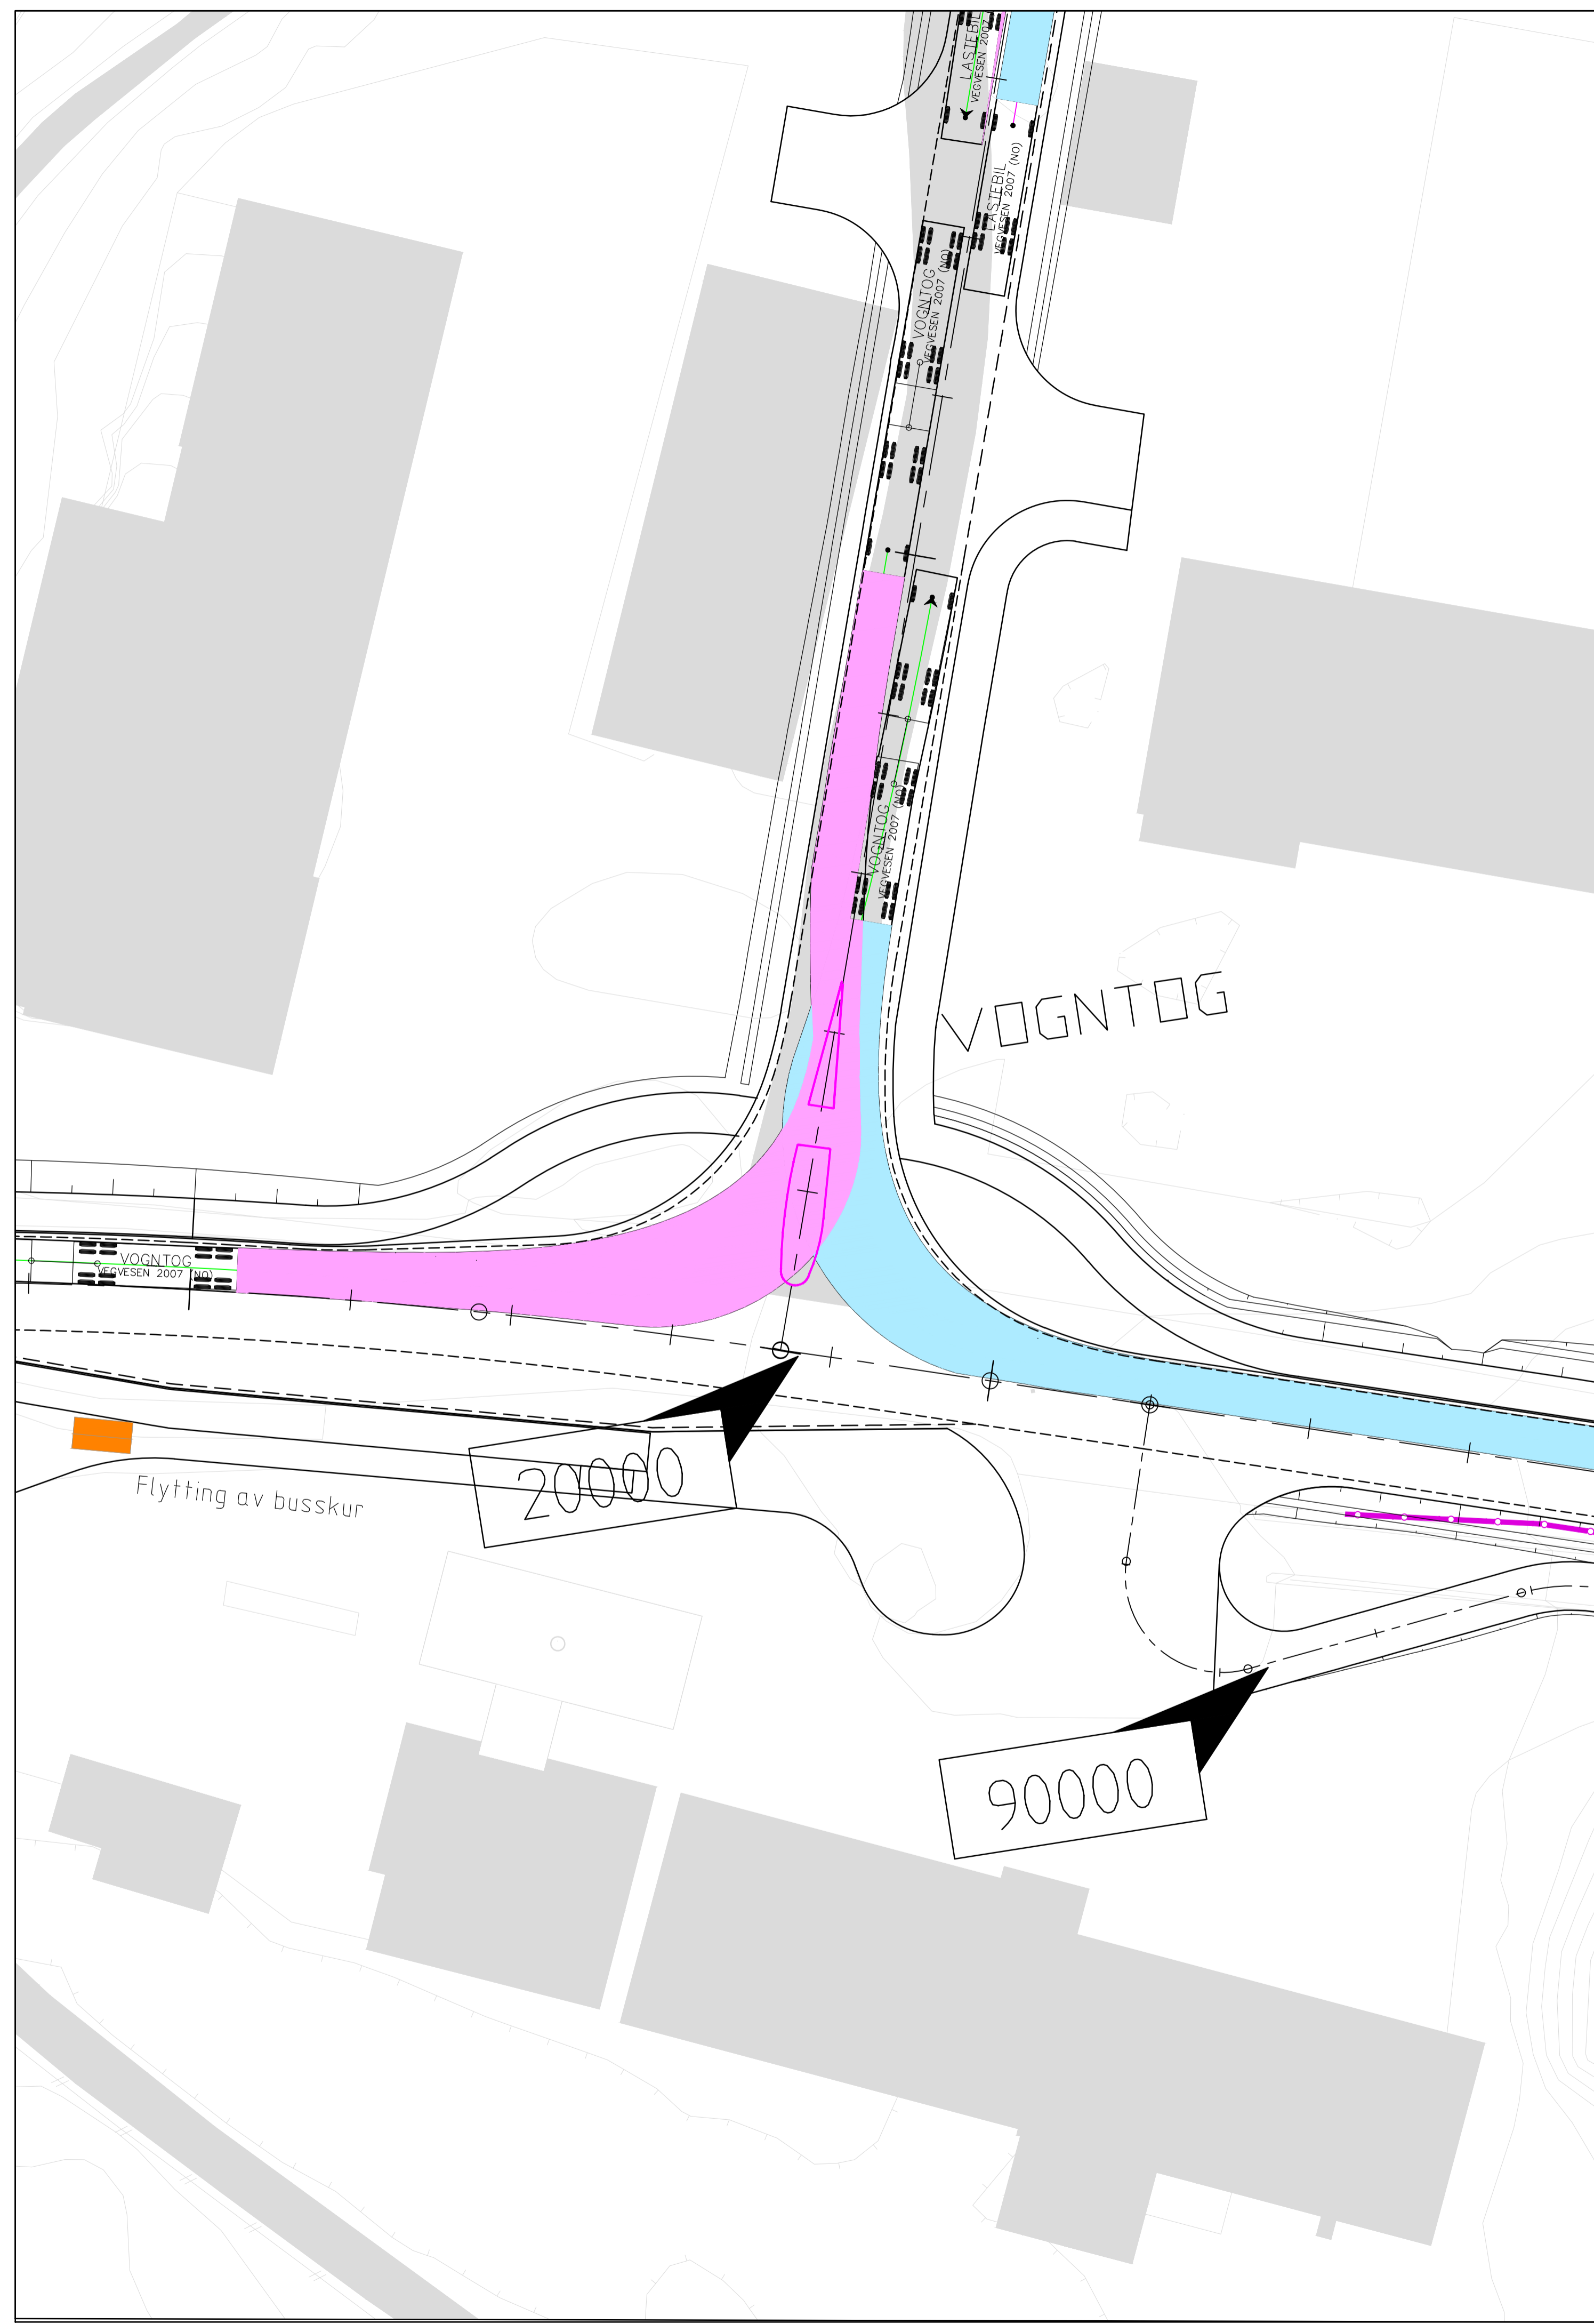 LASTEBIL
VEGVESEN 2007
LASTEBIL
VEGVESEN 2007 (NO)
VOGNTOG
VEGVESEN 2007 (NO)
VOGNTOG
VEGVESEN 2007 (NO)
VOGNTOG
VOGNTOG
VEGVESEN 2007 (NO)
20000
Flytting av busskur
90000